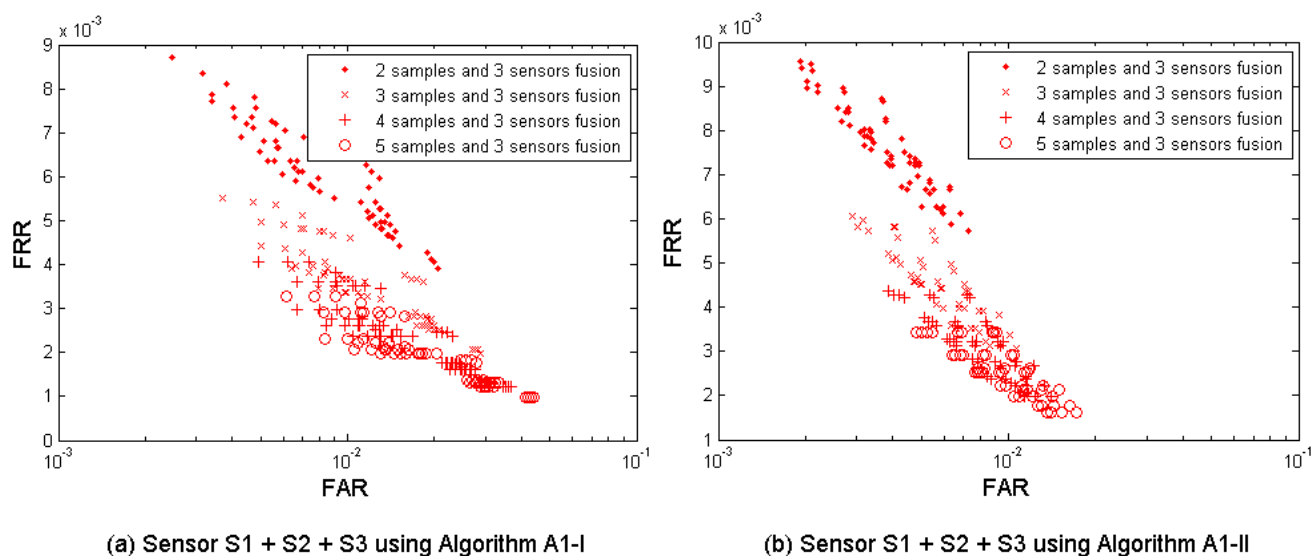 x 10⁻³
9
8
7
6
5
4
3
2
1
0
FRR
2 samples and 3 sensors fusion
3 samples and 3 sensors fusion
4 samples and 3 sensors fusion
5 samples and 3 sensors fusion
10⁻³
10⁻²
10⁻¹
FAR
(a) Sensor S1 + S2 + S3 using Algorithm A1-I
x 10⁻³
10
9
8
7
6
5
4
3
2
1
FRR
2 samples and 3 sensors fusion
3 samples and 3 sensors fusion
4 samples and 3 sensors fusion
5 samples and 3 sensors fusion
10⁻³
10⁻²
10⁻¹
FAR
(b) Sensor S1 + S2 + S3 using Algorithm A1-II